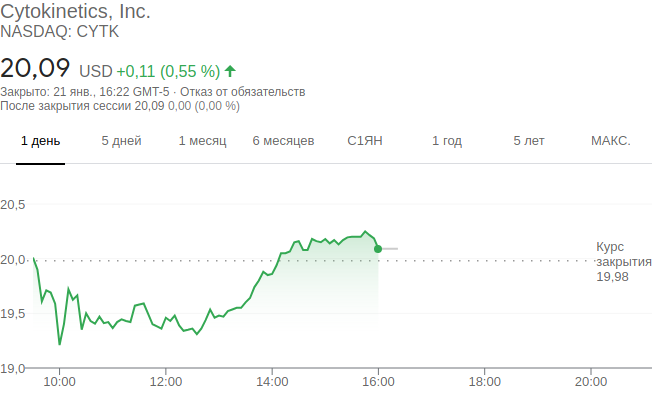 Cytokinetics, Inc.
NASDAQ: CYTK
20,09 USD +0,11 (0,55 %)
Закрыто: 21 янв., 16:22 GMT-5 · Отказ от обязательств
После закрытия сессии 20,09 0,00 (0,00 %)
1 день 5 дней 1 месяц 6 месяцев С1ЯН 1 год 5 лет МАКС.
20,5
20,0
19,5
19,0
Курс
закрытия
19,98
10:00 12:00 14:00 16:00 18:00 20:00